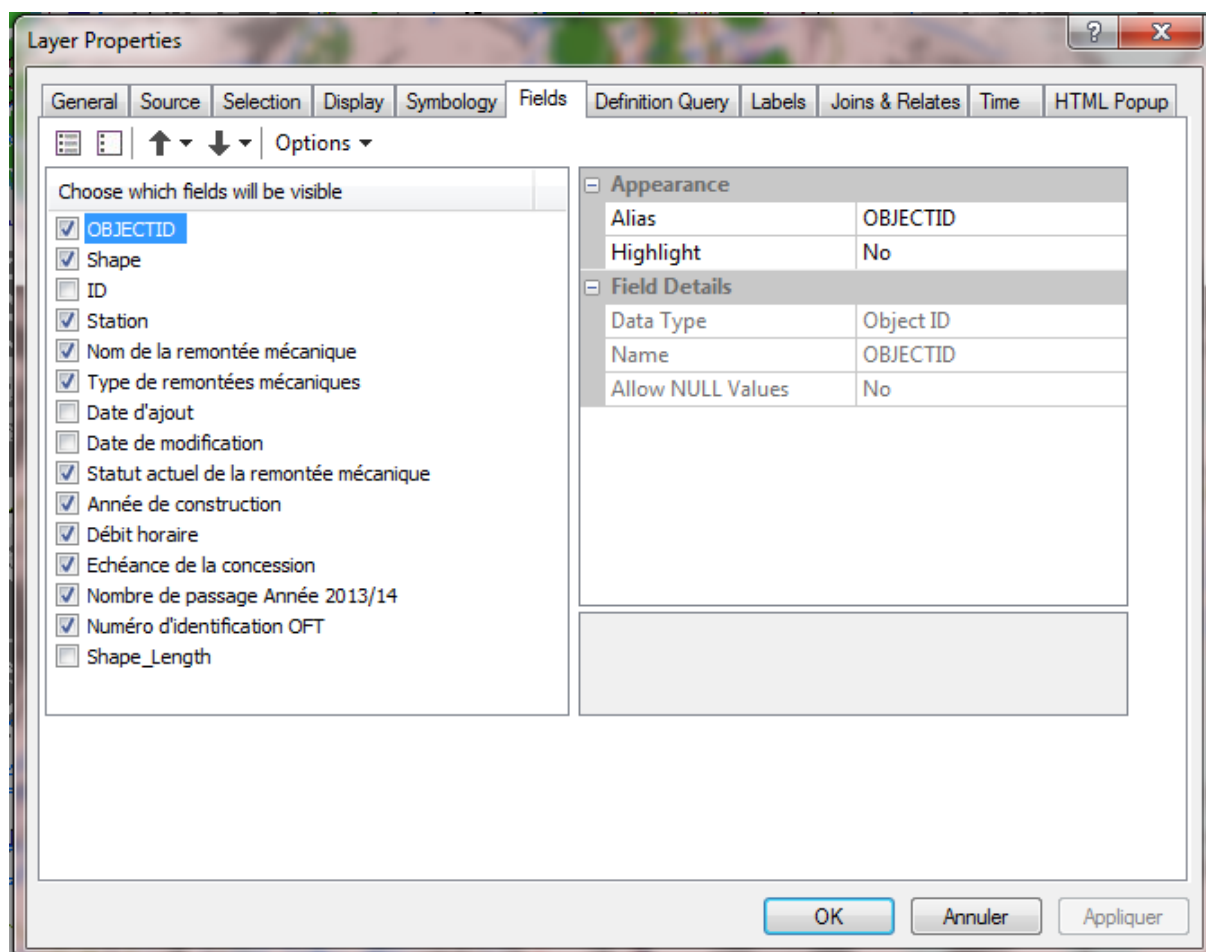 Layer Properties
?
X
General Source Selection Display Symbology Fields Definition Query Labels Joins & Relates Time HTML Popup
Options
Choose which fields will be visible
OBJECTID
Shape
ID
Station
Nom de la remontée mécanique
Type de remontées mécaniques
Date d'ajout
Date de modification
Statut actuel de la remontée mécanique
Année de construction
Débit horaire
Echéance de la concession
Nombre de passage Année 2013/14
Numéro d'identification OFT
Shape_Length
Appearance
Alias OBJECTID
Highlight No
Field Details
Data Type Object ID
Name OBJECTID
Allow NULL Values No
OK Annuler Appliquer